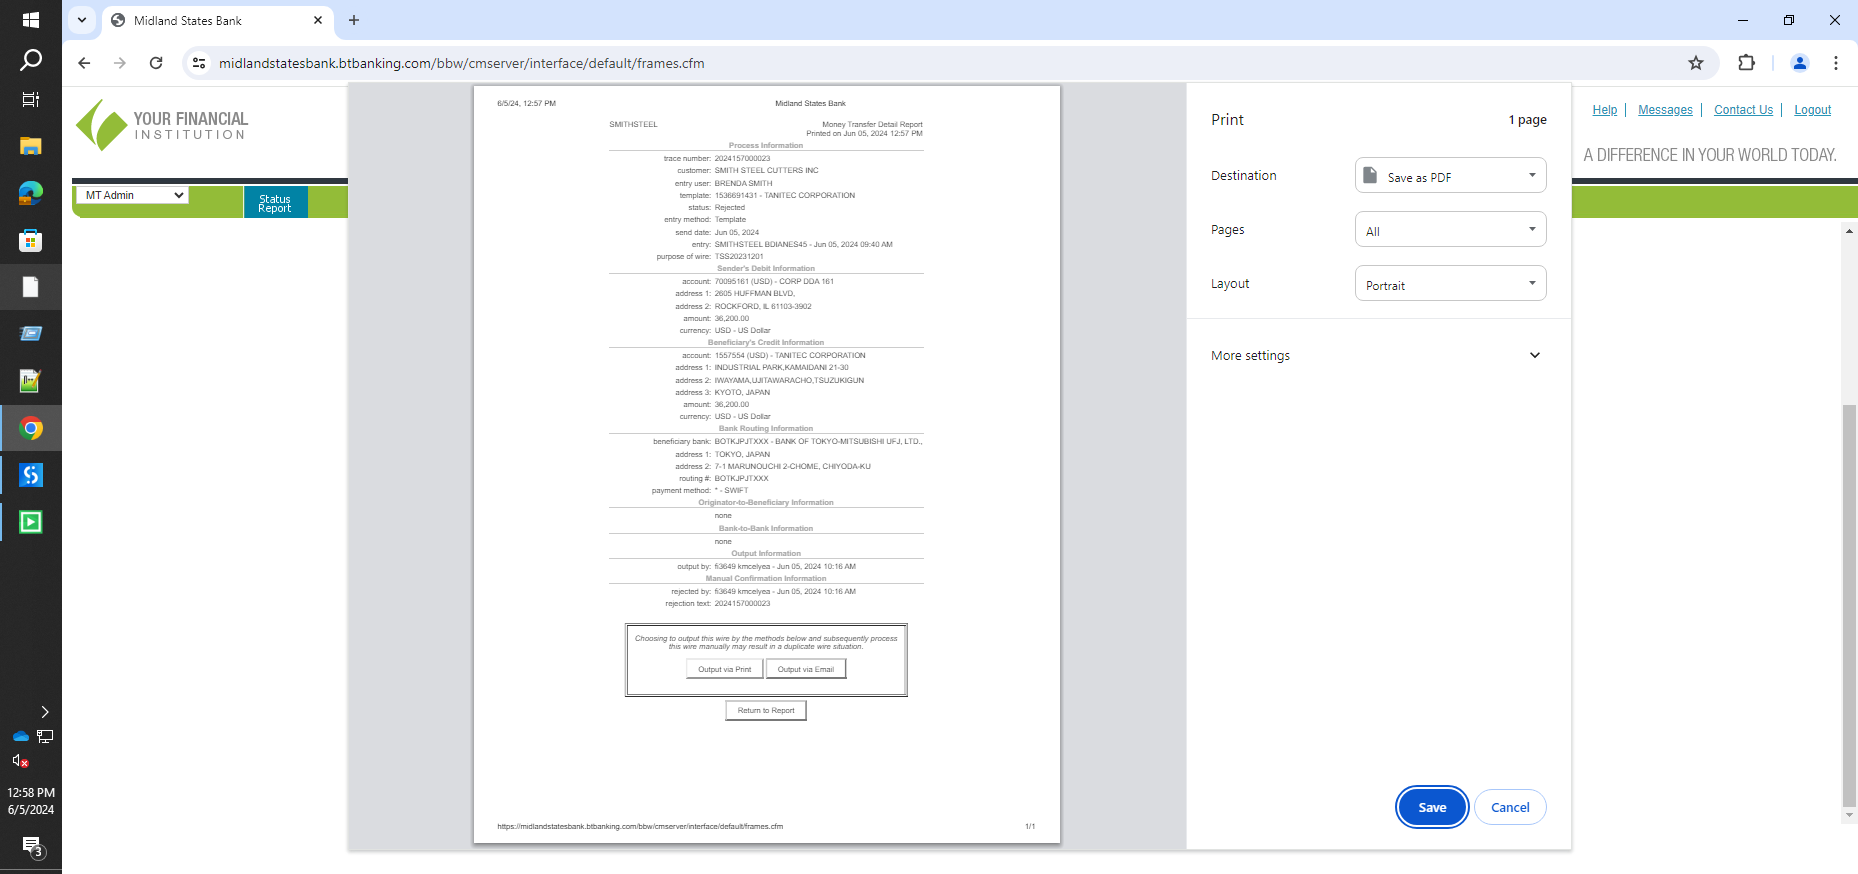 Midland States Bank
midlandstatesbank.btbanking.com/bbw/cmserver/interface/default/frames.cfm
YOUR FINANCIAL
INSTITUTION
Help | Messages | Contact Us | Logout
A DIFFERENCE IN YOUR WORLD TODAY.
MT Admin
Status
Report
6/5/24, 12:57 PM Midland States Bank
SMITHSTEEL Money Transfer Detail Report
Printed on Jun 05, 2024 12:57 PM
Process Information
trace number: 2024157000023
customer: SMITH STEEL CUTTERS INC
entry user: BRENDA SMITH
template: 1536691431 - TANITEC CORPORATION
status: Rejected
entry method: Template
send date: Jun 05, 2024
entry: SMITHSTEEL BDIANES45 - Jun 05, 2024 09:40 AM
purpose of wire: TSS20231201
Sender's Debit Information
account: 70095161 (USD) - CORP DDA 161
address 1: 2605 HUFFMAN BLVD,
address 2: ROCKFORD, IL 61103-3902
amount: 36,200.00
currency: USD - US Dollar
Beneficiary's Credit Information
account: 1557554 (USD) - TANITEC CORPORATION
address 1: INDUSTRIAL PARK,KAMAIDANI 21-30
address 2: IWAYAMA,UJITAWARACHO,TSUZUKIGUN
address 3: KYOTO, JAPAN
amount: 36,200.00
currency: USD - US Dollar
Bank Routing Information
beneficiary bank: BOTKJPJTXXX - BANK OF TOKYO-MITSUBISHI UFJ, LTD.,
address 1: TOKYO, JAPAN
address 2: 7-1 MARUNOUCHI 2-CHOME, CHIYODA-KU
routing #: BOTKJPJTXXX
payment method: * - SWIFT
Originator-to-Beneficiary Information
none
Bank-to-Bank Information
none
Output Information
output by: fi3649 kmcelyea - Jun 05, 2024 10:16 AM
Manual Confirmation Information
rejected by: fi3649 kmcelyea - Jun 05, 2024 10:16 AM
rejection text: 2024157000023
Choosing to output this wire by the methods below and subsequently process
this wire manually may result in a duplicate wire situation.
Output via Print Output via Email
Return to Report
https://midlandstatesbank.btbanking.com/bbw/cmserver/interface/default/frames.cfm 1/1
Print 1 page
Destination Save as PDF
Pages All
Layout Portrait
More settings
Save Cancel
12:58 PM
6/5/2024
3